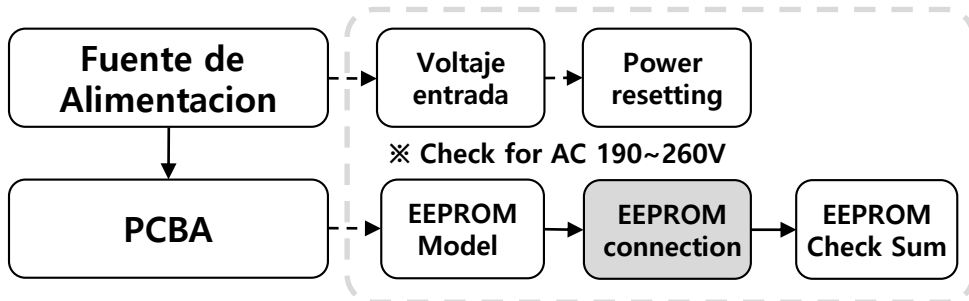 Fuente de
Alimentacion
Voltaje
entrada
Power
resetting
※ Check for AC 190~260V
PCBA
EEPROM
Model
EEPROM
connection
EEPROM
Check Sum